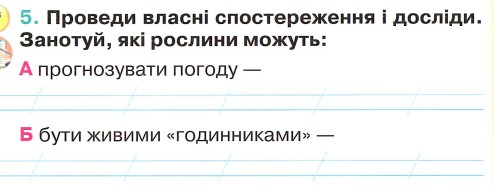 5. Проведи власні спостереження і досліди.
Занотуй, які рослини можуть:
А прогнозувати погоду —
Б бути живими «годинниками» —